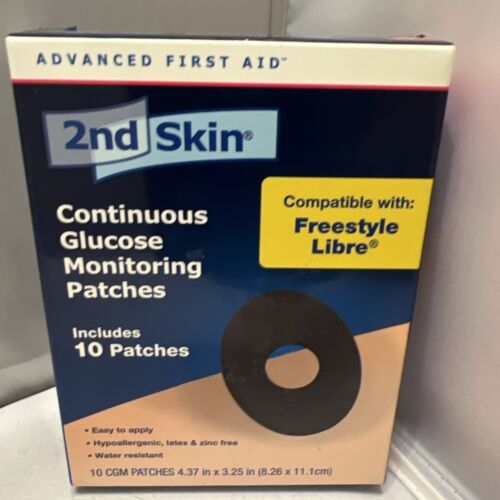 ADVANCED FIRST AID™
2nd Skin®
Compatible with:
Freestyle
Libre®
Continuous
Glucose
Monitoring
Patches
Includes
10 Patches
• Easy to apply
• Hypoallergenic, latex & zinc free
• Water resistant
10 CGM PATCHES 4.37 in x 3.25 in (8.26 x 11.1cm)